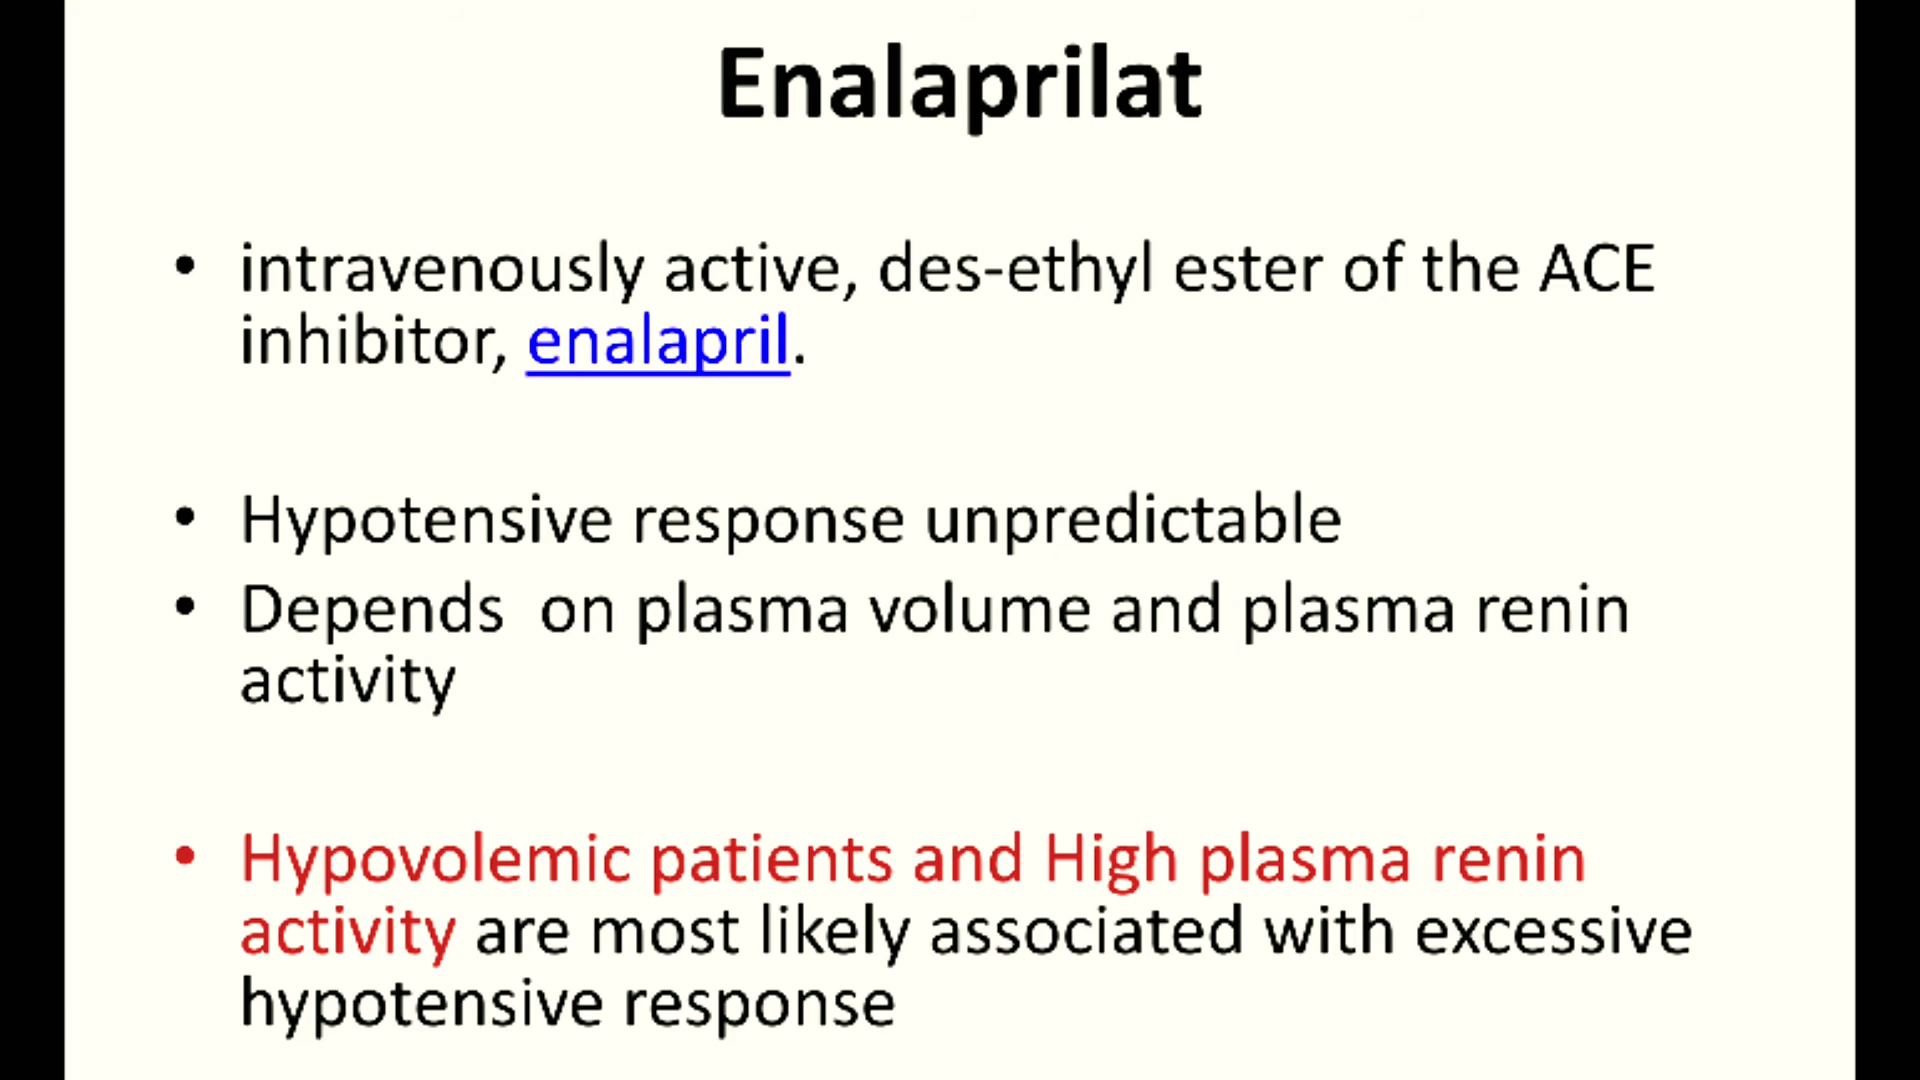 Enalaprilat
• intravenously active, des-ethyl ester of the ACE
inhibitor, enalapril.
• Hypotensive response unpredictable
• Depends  on plasma volume and plasma renin
activity
• Hypovolemic patients and High plasma renin
activity are most likely associated with excessive
hypotensive response